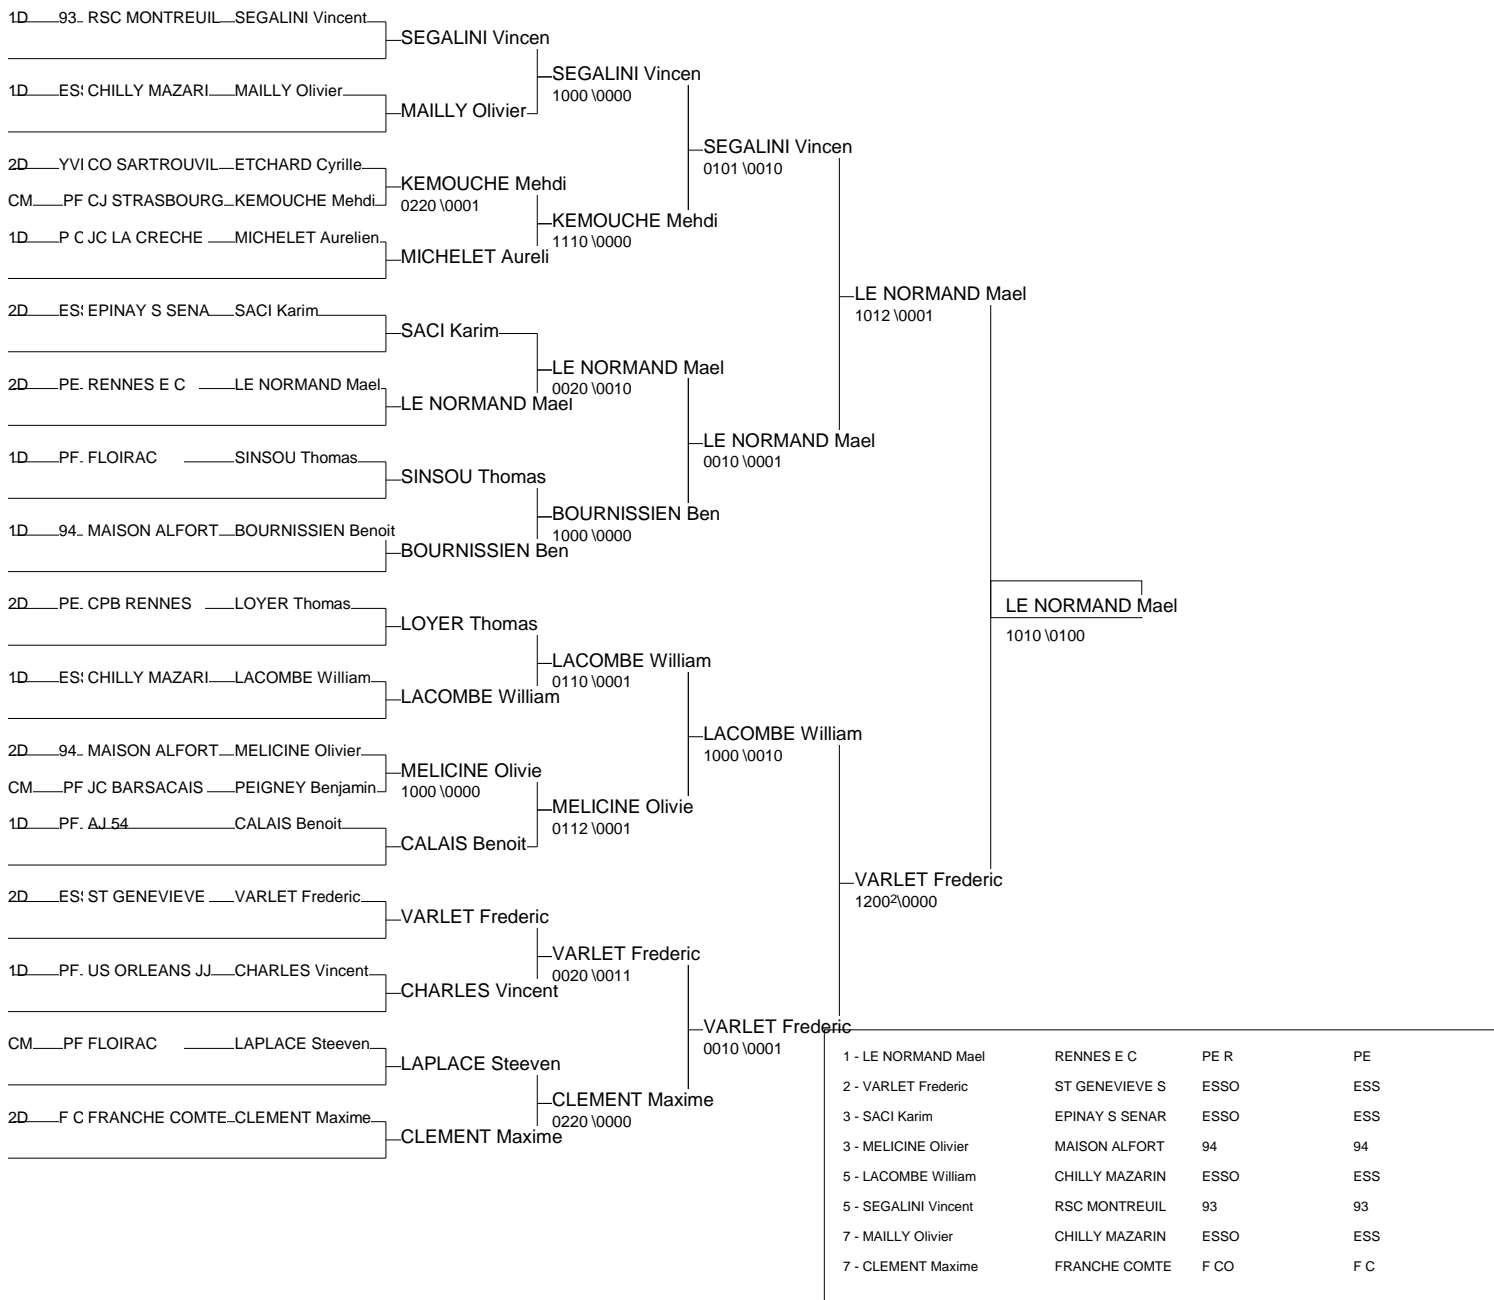 1D 93 RSC MONTREUIL SEGALINI Vincent
SEGALINI Vincen
SEGALINI Vincen
1000 \0000
1D ES CHILLY MAZARI MAILLY Olivier
MAILLY Olivier
SEGALINI Vincen
0101 \0010
2D YVI CO SARTROUVIL ETCHARD Cyrille
KEMOUCHE Mehdi
0220 \0001
CM PF CJ STRASBOURG KEMOUCHE Mehdi
KEMOUCHE Mehdi
1110 \0000
1D P C JC LA CRECHE MICHELET Aurelien
MICHELET Aureli
LE NORMAND Mael
1012 \0001
2D ES EPINAY S SENA SACI Karim
SACI Karim
LE NORMAND Mael
0020 \0010
2D PE. RENNES E C LE NORMAND Mael
LE NORMAND Mael
LE NORMAND Mael
0010 \0001
1D PF. FLOIRAC SINSOU Thomas
SINSOU Thomas
BOURNISSIEN Ben
1000 \0000
1D 94 MAISON ALFORT BOURNISSIEN Benoit
BOURNISSIEN Ben
LE NORMAND Mael
1010 \0100
2D PE. CPB RENNES LOYER Thomas
LOYER Thomas
LACOMBE William
0110 \0001
1D ES CHILLY MAZARI LACOMBE William
LACOMBE William
LACOMBE William
1000 \0010
2D 94 MAISON ALFORT MELICINE Olivier
MELICINE Olivie
1000 \0000
CM PF JC BARSACAIS PEIGNEY Benjamin
MELICINE Olivie
0112 \0001
1D PF. AJ 54 CALAIS Benoit
CALAIS Benoit
VARLET Frederic
1200²\0000
2D ES ST GENEVIEVE VARLET Frederic
VARLET Frederic
VARLET Frederic
0020 \0011
1D PF. US ORLEANS JJ CHARLES Vincent
CHARLES Vincent
VARLET Frederic
0010 \0001
CM PF FLOIRAC LAPLACE Steeven
LAPLACE Steeven
CLEMENT Maxime
0220 \0000
2D F C FRANCHE COMTE CLEMENT Maxime
CLEMENT Maxime
1 - LE NORMAND Mael RENNES E C PE R PE
2 - VARLET Frederic ST GENEVIEVE S ESSO ESS
3 - SACI Karim EPINAY S SENAR ESSO ESS
3 - MELICINE Olivier MAISON ALFORT 94 94
5 - LACOMBE William CHILLY MAZARIN ESSO ESS
5 - SEGALINI Vincent RSC MONTREUIL 93 93
7 - MAILLY Olivier CHILLY MAZARIN ESSO ESS
7 - CLEMENT Maxime FRANCHE COMTE F CO F C